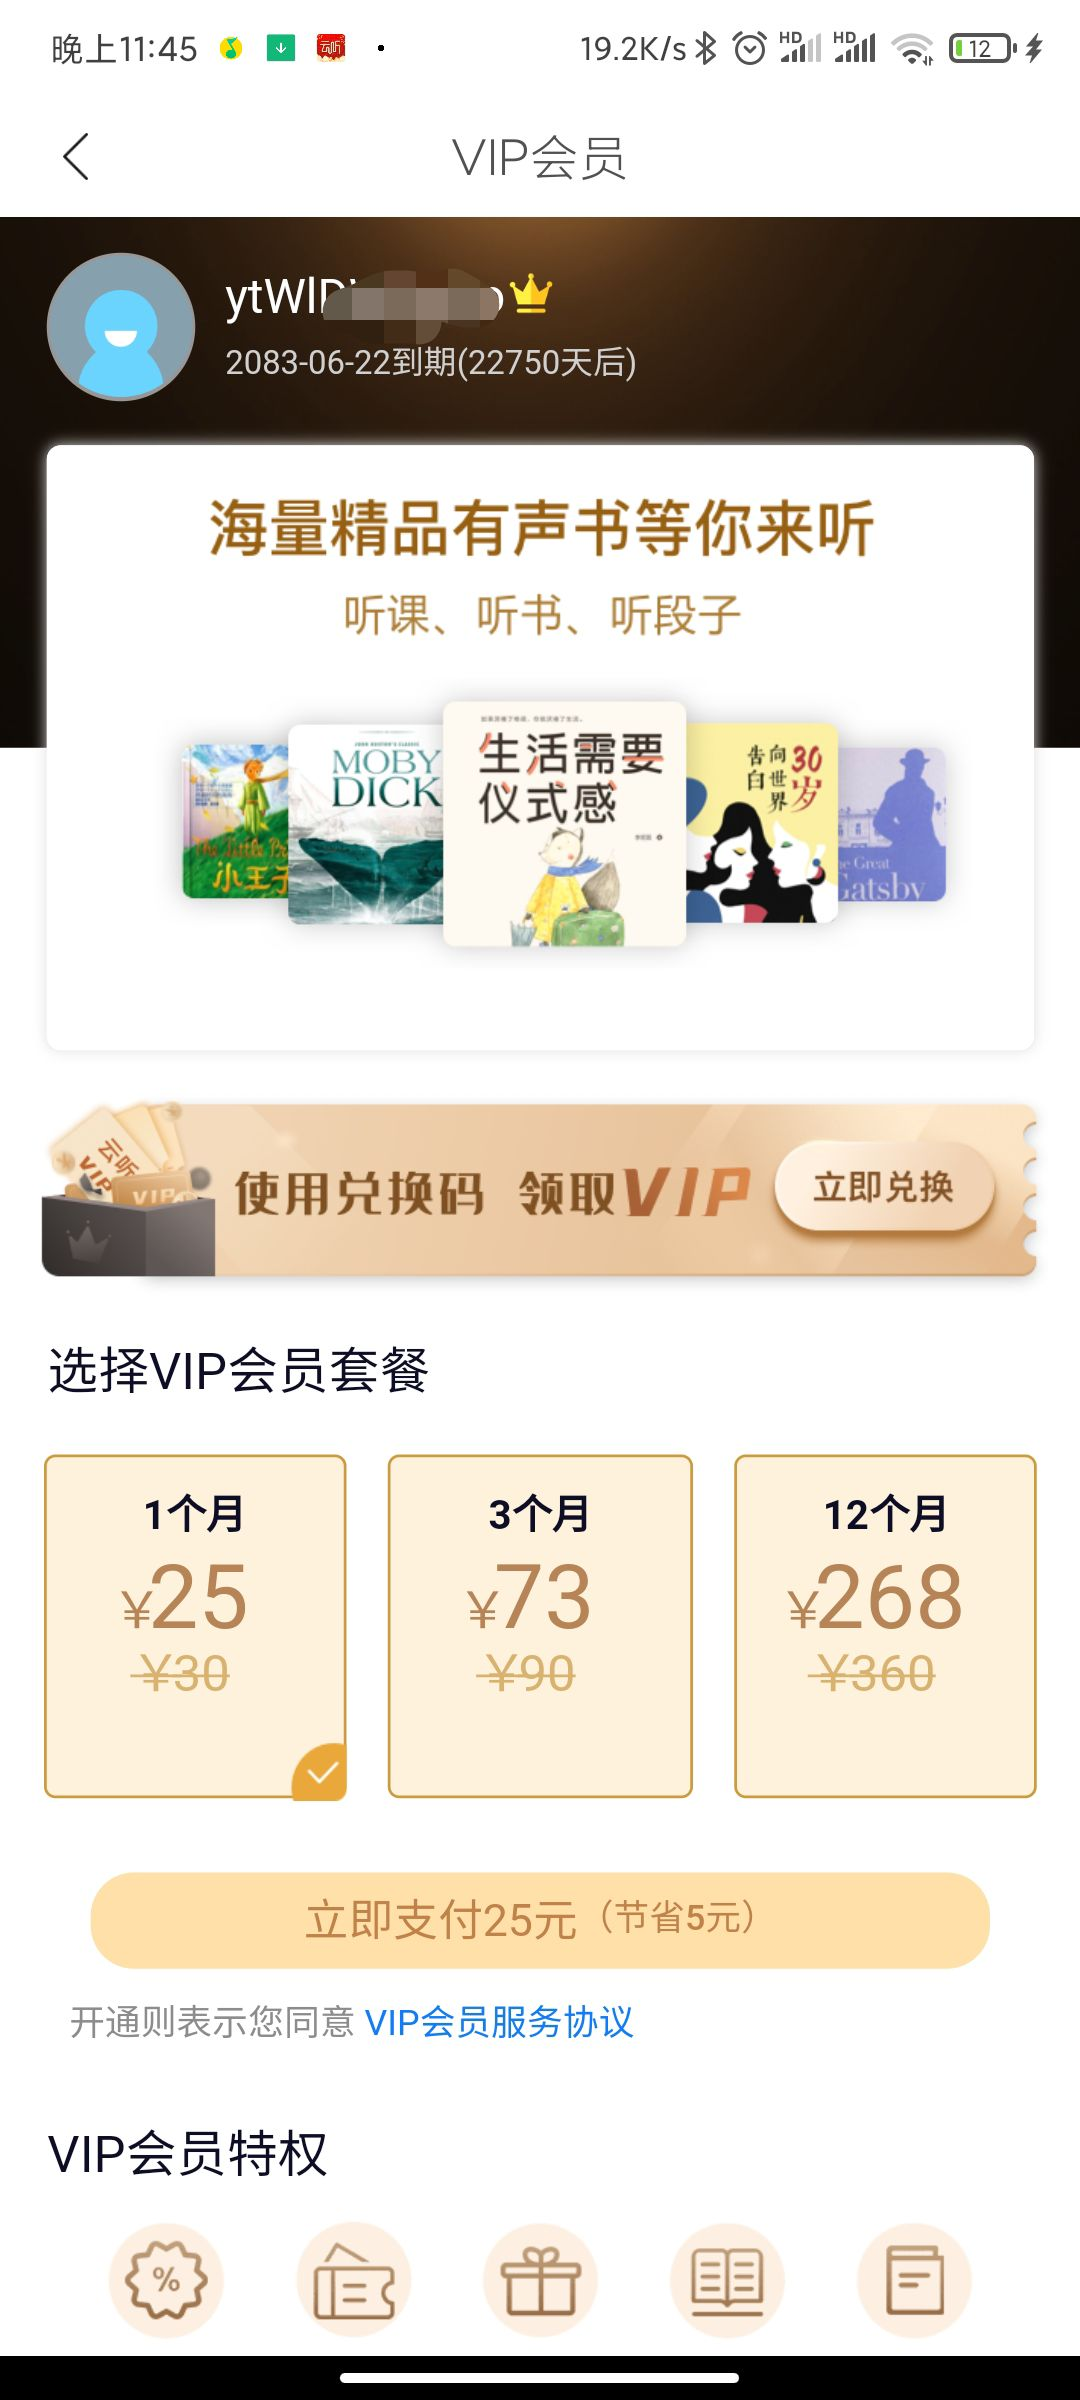 晚上11:45
云听
19.2K/s
HD
HD
12
VIP会员
ytWlD
2083-06-22到期(22750天后)
海量精品有声书等你来听
听课、听书、听段子
The Little
小王子
MOBY
DICK
生活需要
仪式感
30岁
向世界
告白
The Great
Gatsby
云听
VIP
VIP
使用兑换码 领取VIP
立即兑换
选择VIP会员套餐
1个月
¥25
¥30
3个月
¥73
¥90
12个月
¥268
¥360
立即支付25元（节省5元）
开通则表示您同意 VIP会员服务协议
VIP会员特权
%